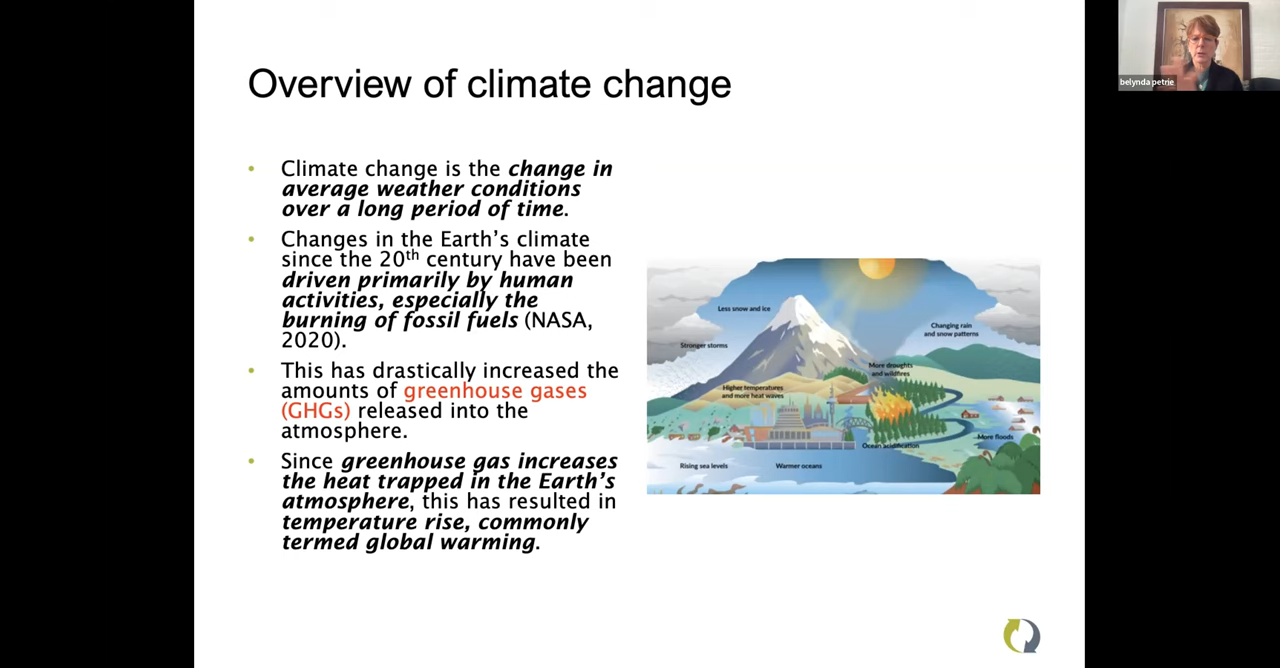 Overview of climate change
belynda petrie
• Climate change is the change in
average weather conditions
over a long period of time.
• Changes in the Earth’s climate
since the 20th century have been
driven primarily by human
activities, especially the
burning of fossil fuels (NASA,
2020).
• This has drastically increased the
amounts of greenhouse gases
(GHGs) released into the
atmosphere.
• Since greenhouse gas increases
the heat trapped in the Earth’s
atmosphere, this has resulted in
temperature rise, commonly
termed global warming.
Less snow and ice
Changing rain
and snow patterns
Stronger storms
More droughts
and wildfires
Higher temperatures
and more heat waves
More floods
Ocean acidification
Rising sea levels
Warmer oceans